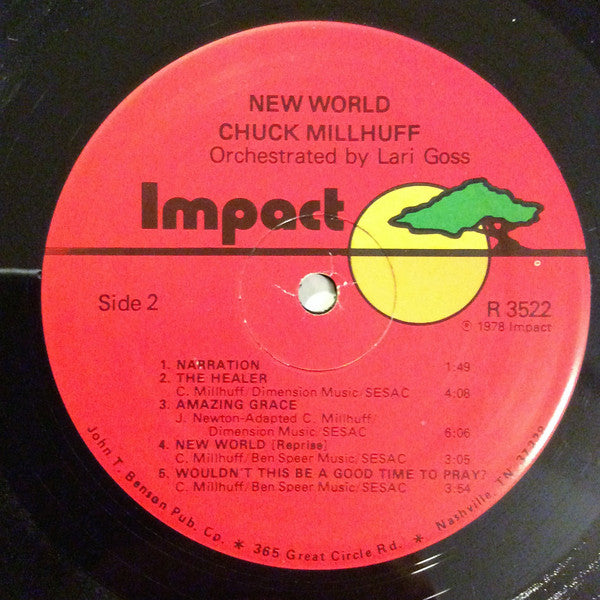 NEW WORLD
CHUCK MILLHUFF
Orchestrated by Lari Goss
Impact
Side 2
R 3522
℗ 1978 Impact
1. NARRATION 1:49
2. THE HEALER
C. Millhuff/Dimension Music/SESAC 4:08
3. AMAZING GRACE
J. Newton-Adapted C. Millhuff/
Dimension Music/SESAC 6:06
4. NEW WORLD [Reprise]
C. Millhuff/Ben Speer Music/SESAC 3:05
5. WOULDN'T THIS BE A GOOD TIME TO PRAY?
C. Millhuff/Ben Speer Music/SESAC 3:54
John T. Benson Pub. Co. * 365 Great Circle Rd. * Nashville, TN 37228